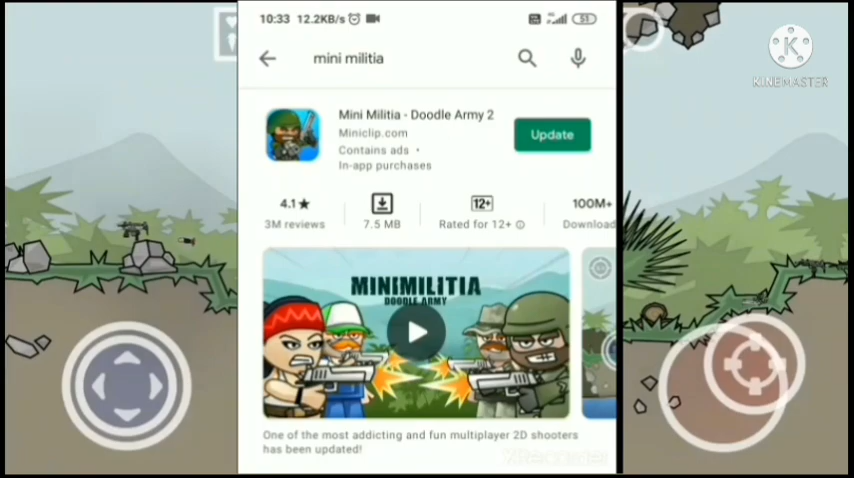 10:33 12.2KB/s
51
mini militia
K
KINEMASTER
Mini Militia - Doodle Army 2
Miniclip.com
Contains ads •
In-app purchases
Update
4.1★
3M reviews
7.5 MB
12+
Rated for 12+
100M+
Download
MINIMILITIA
DOODLE ARMY
One of the most addicting and fun multiplayer 2D shooters
has been updated!
XRecorder